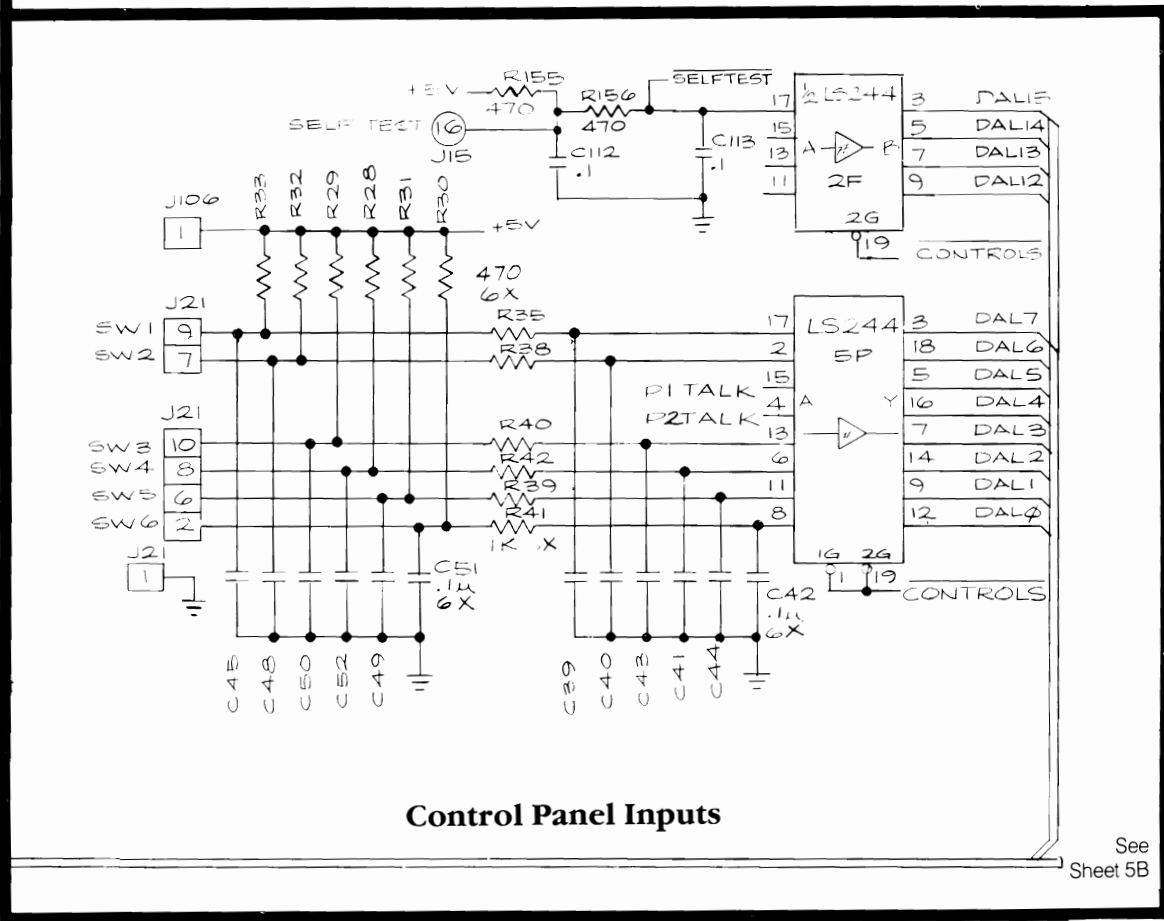 +5V
R155
470
R156
470
SELFTEST
SELF TEST
16
J15
C112
.1
C113
.1
17
15
13
11
½LS244
A
B
2F
2G
19
CONTROLS
3
5
7
9
DAL15
DAL14
DAL13
DAL12
J106
1
R33
R32
R29
R28
R31
R30
+5V
470
6X
J21
SW1
9
SW2
7
R35
R38
J21
SW3
10
SW4
8
SW5
6
SW6
2
R40
R42
R39
R41
1K
X
J21
1
P1 TALK
P2TALK
17
2
15
4
13
6
11
8
LS244
5P
A
Y
1G
2G
1
19
CONTROLS
3
18
5
16
7
14
9
12
DAL7
DAL6
DAL5
DAL4
DAL3
DAL2
DAL1
DALØ
C51
.1µ
6X
C42
.1µ
6X
C45
C48
C50
C52
C49
C39
C40
C43
C41
C44
Control Panel Inputs
See
Sheet 5B